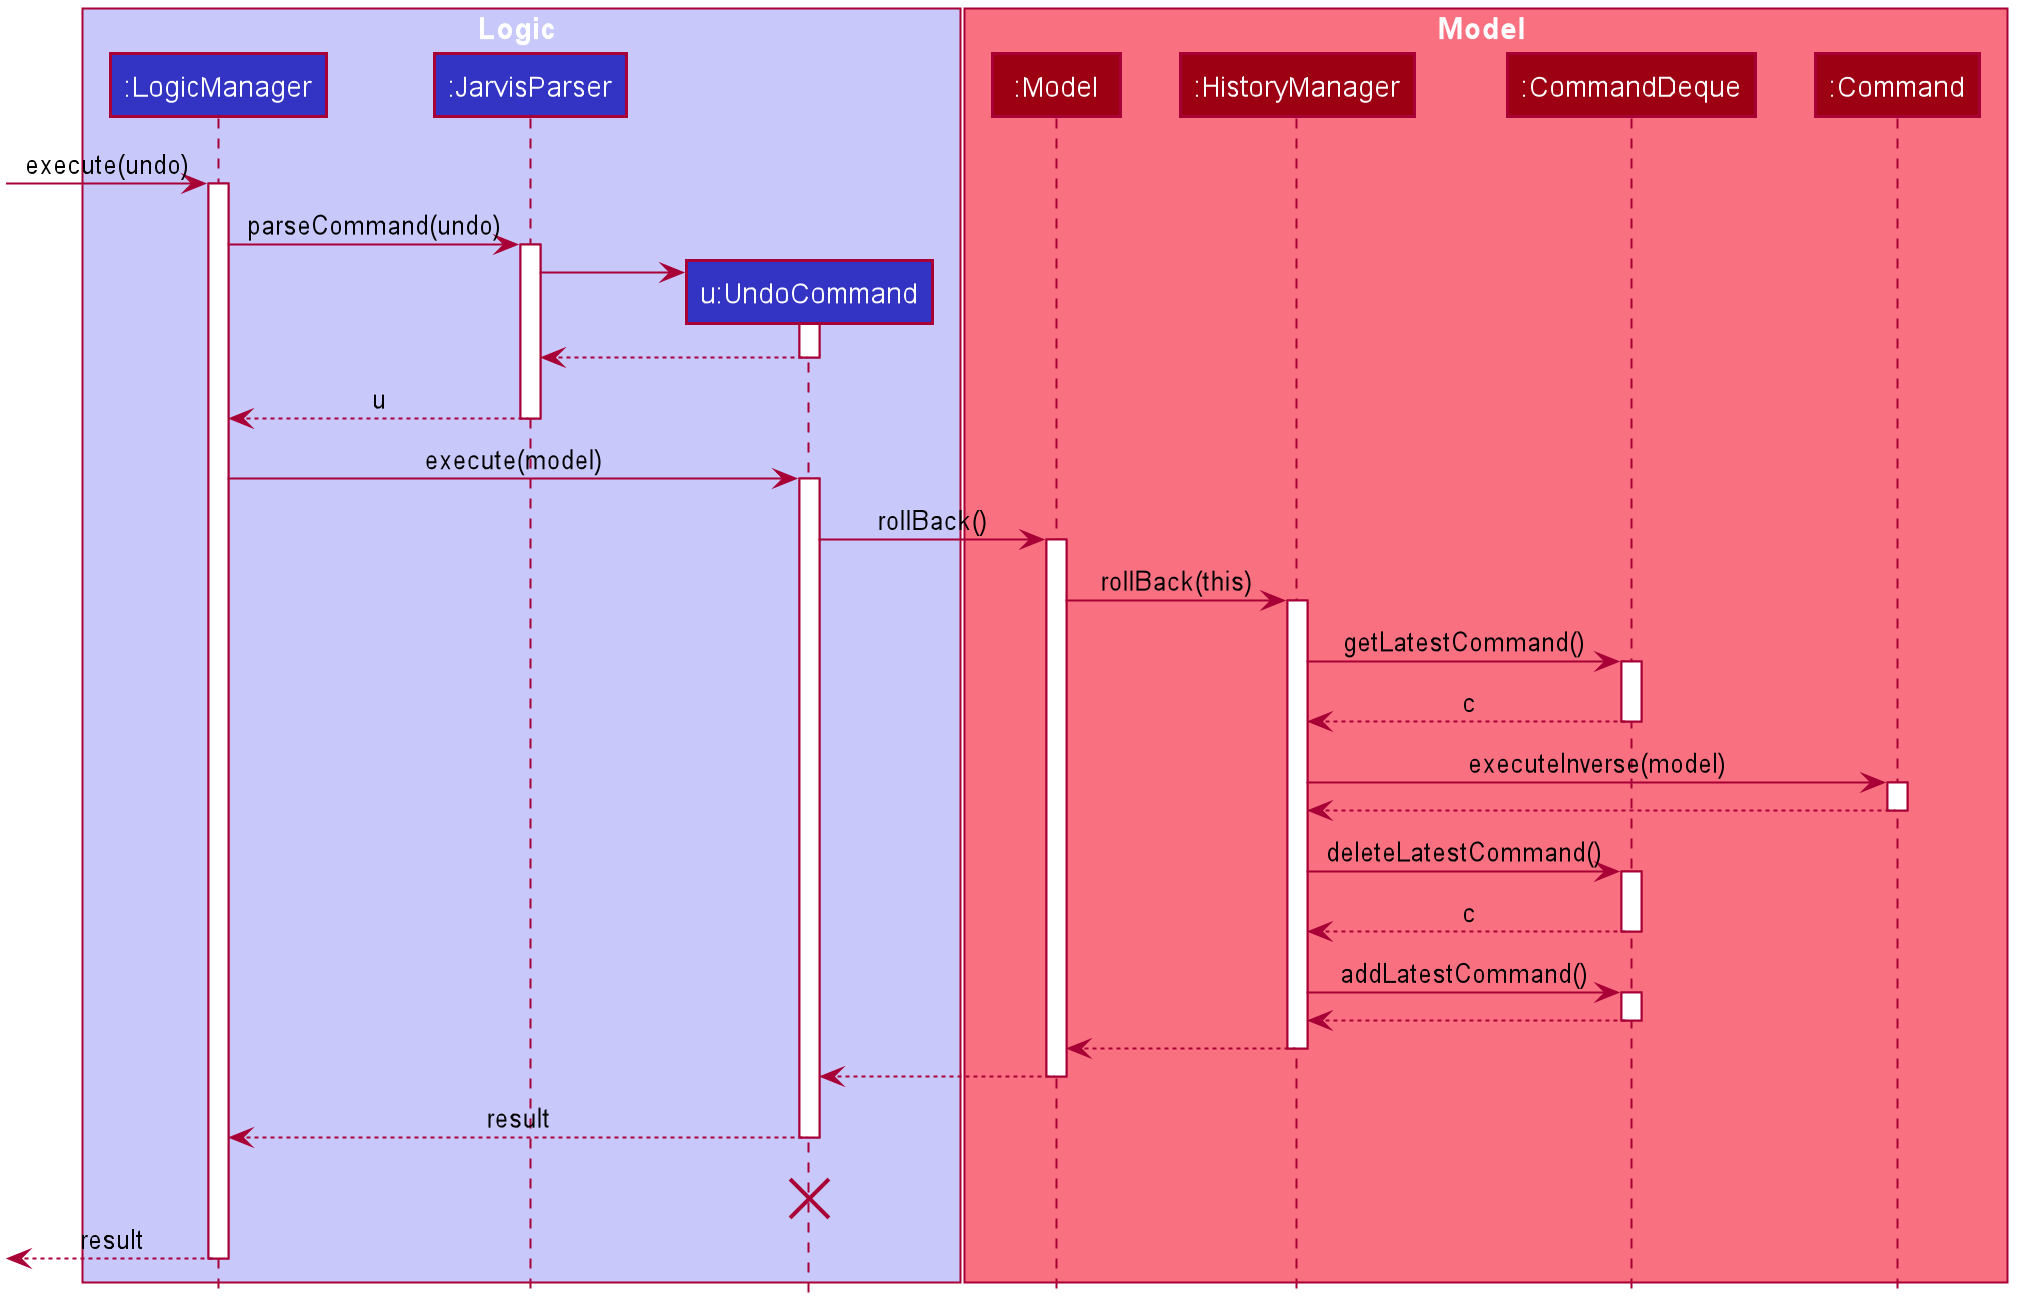 Logic
Model
:LogicManager
:JarvisParser
:Model
:HistoryManager
:CommandDeque
:Command
execute(undo)
parseCommand(undo)
u:UndoCommand
u
execute(model)
rollBack()
rollBack(this)
getLatestCommand()
c
executeInverse(model)
deleteLatestCommand()
c
addLatestCommand()
result
result